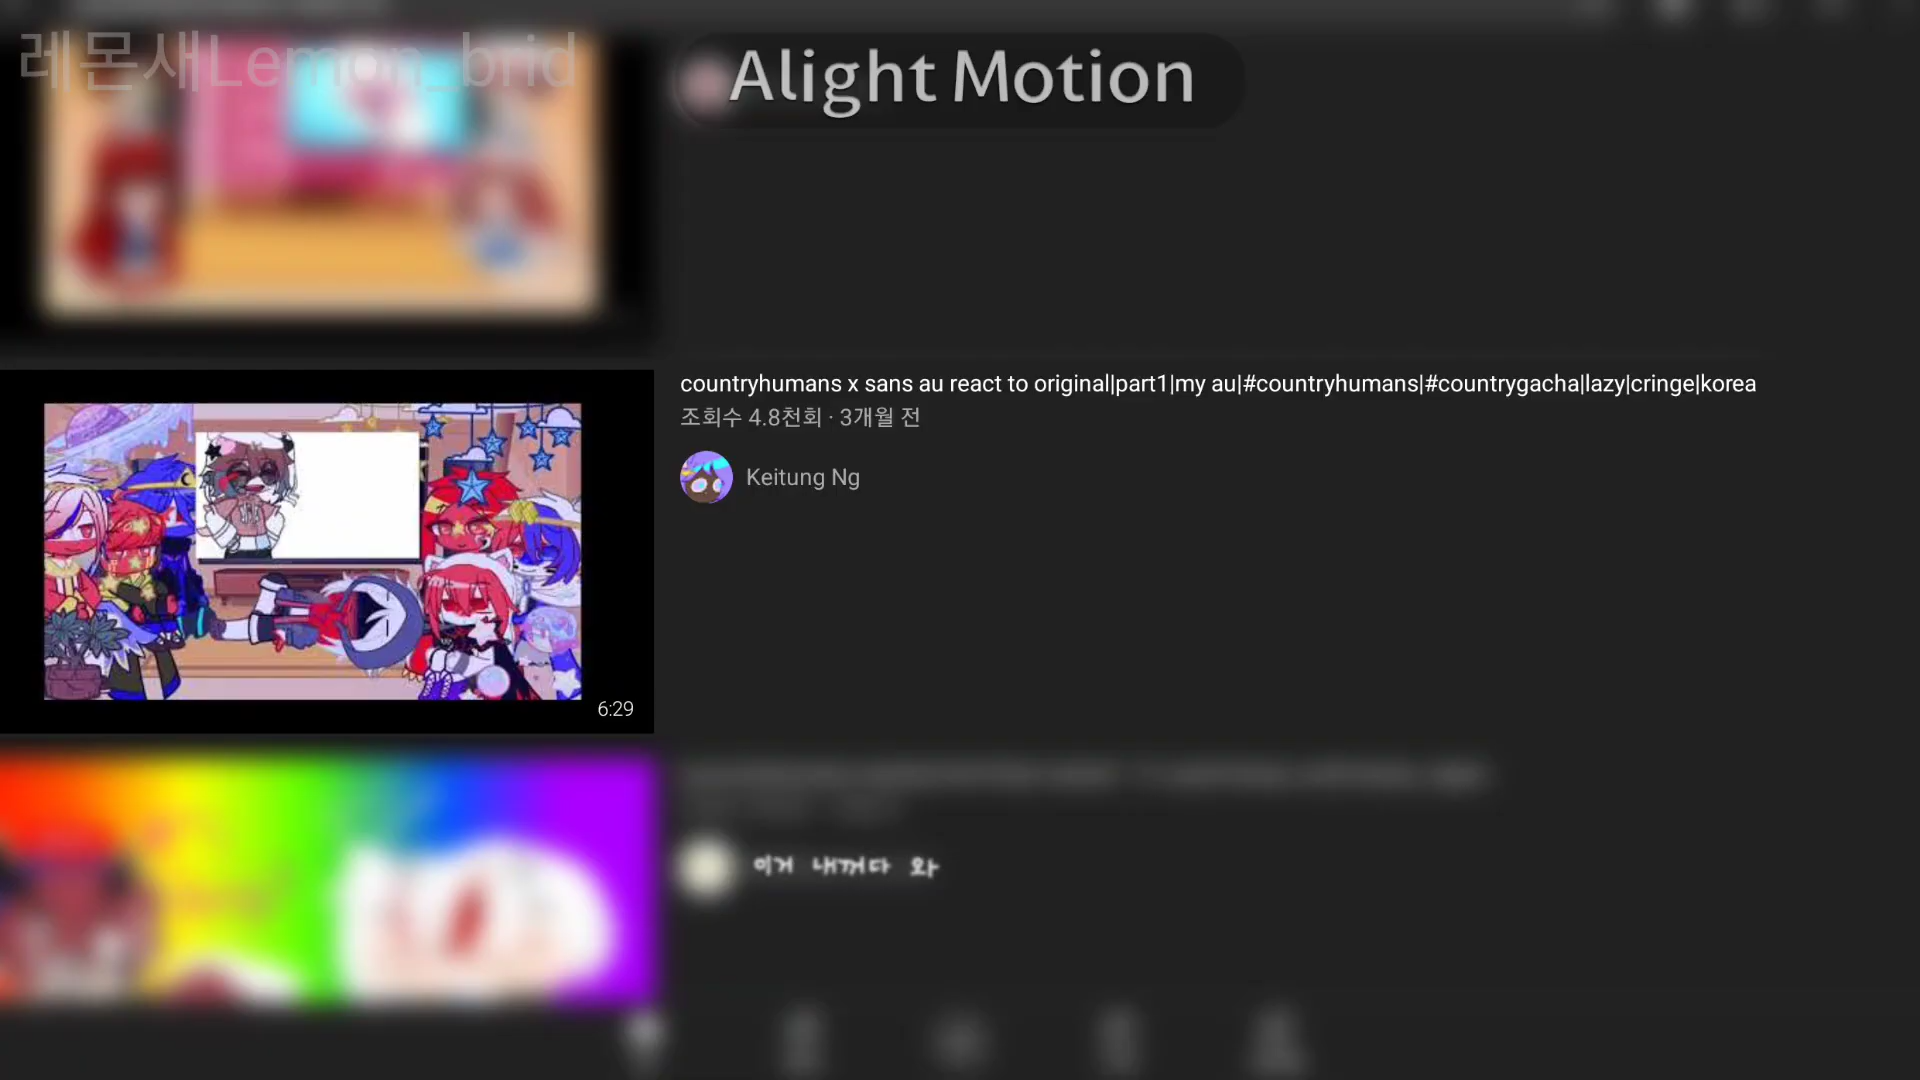 레몬새Lemon_brid
Alight Motion
countryhumans x sans au react to original|part1|my au|#countryhumans|#countrygacha|lazy|cringe|korea
조회수 4.8천회 · 3개월 전
Keitung Ng
6:29
이거 내꺼다 와